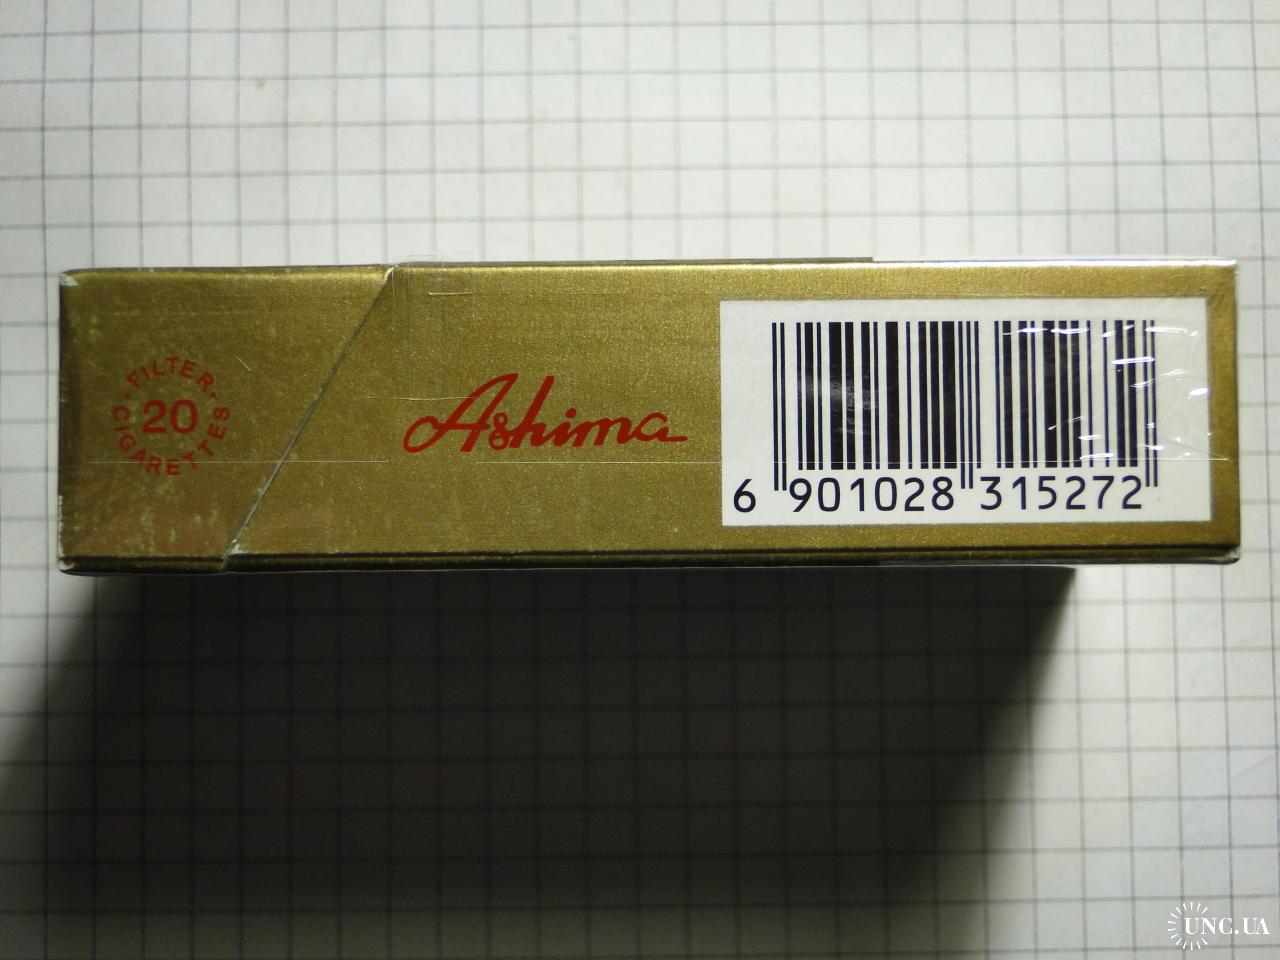 · FILTER ·
20
CIGARETTES
Ashima
6 901028 315272
UNC.UA